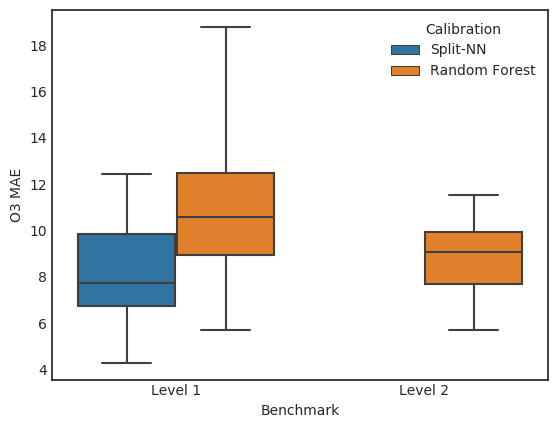 Calibration
Split-NN
Random Forest
O3 MAE
18
16
14
12
10
8
6
4
Level 1
Level 2
Benchmark